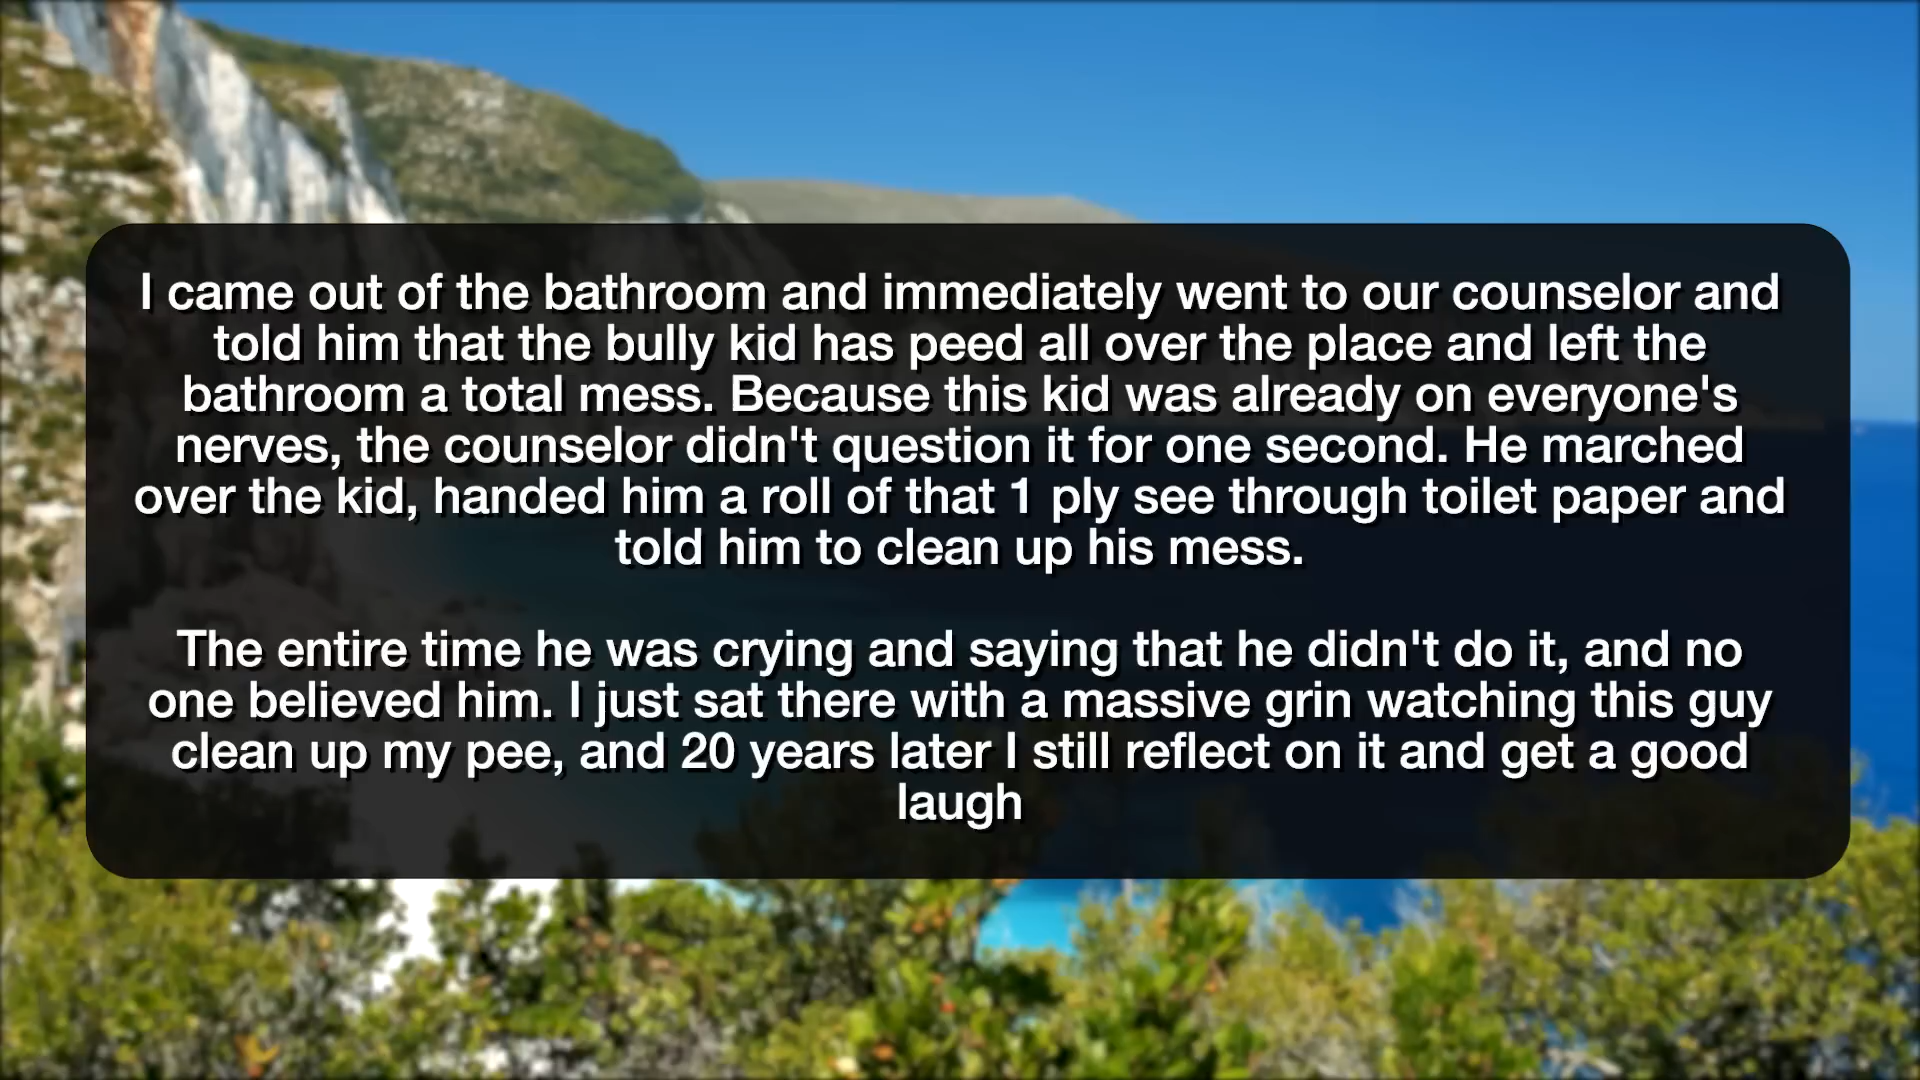 I came out of the bathroom and immediately went to our counselor and
told him that the bully kid has peed all over the place and left the
bathroom a total mess. Because this kid was already on everyone's
nerves, the counselor didn't question it for one second. He marched
over the kid, handed him a roll of that 1 ply see through toilet paper and
told him to clean up his mess.
The entire time he was crying and saying that he didn't do it, and no
one believed him. I just sat there with a massive grin watching this guy
clean up my pee, and 20 years later I still reflect on it and get a good
laugh